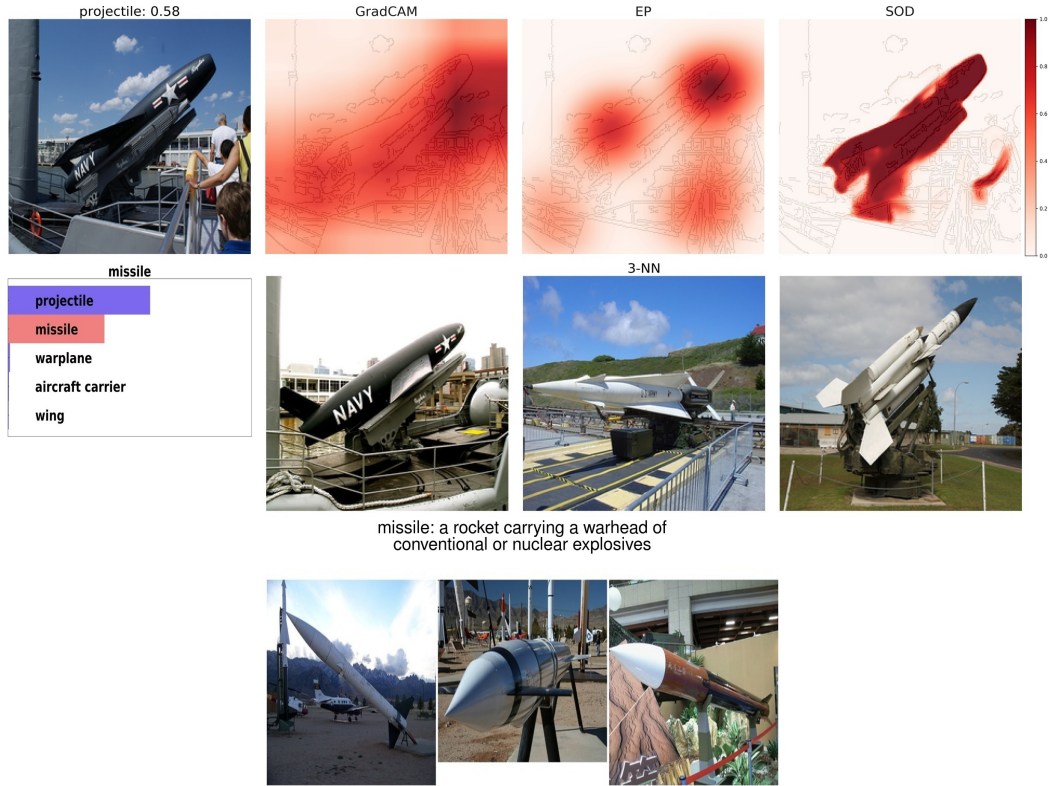 projectile: 0.58
GradCAM
EP
SOD
1.0
0.8
0.6
0.4
0.2
0.0
NAVY
missile
projectile
missile
warplane
aircraft carrier
wing
3-NN
NAVY
missile: a rocket carrying a warhead of
conventional or nuclear explosives